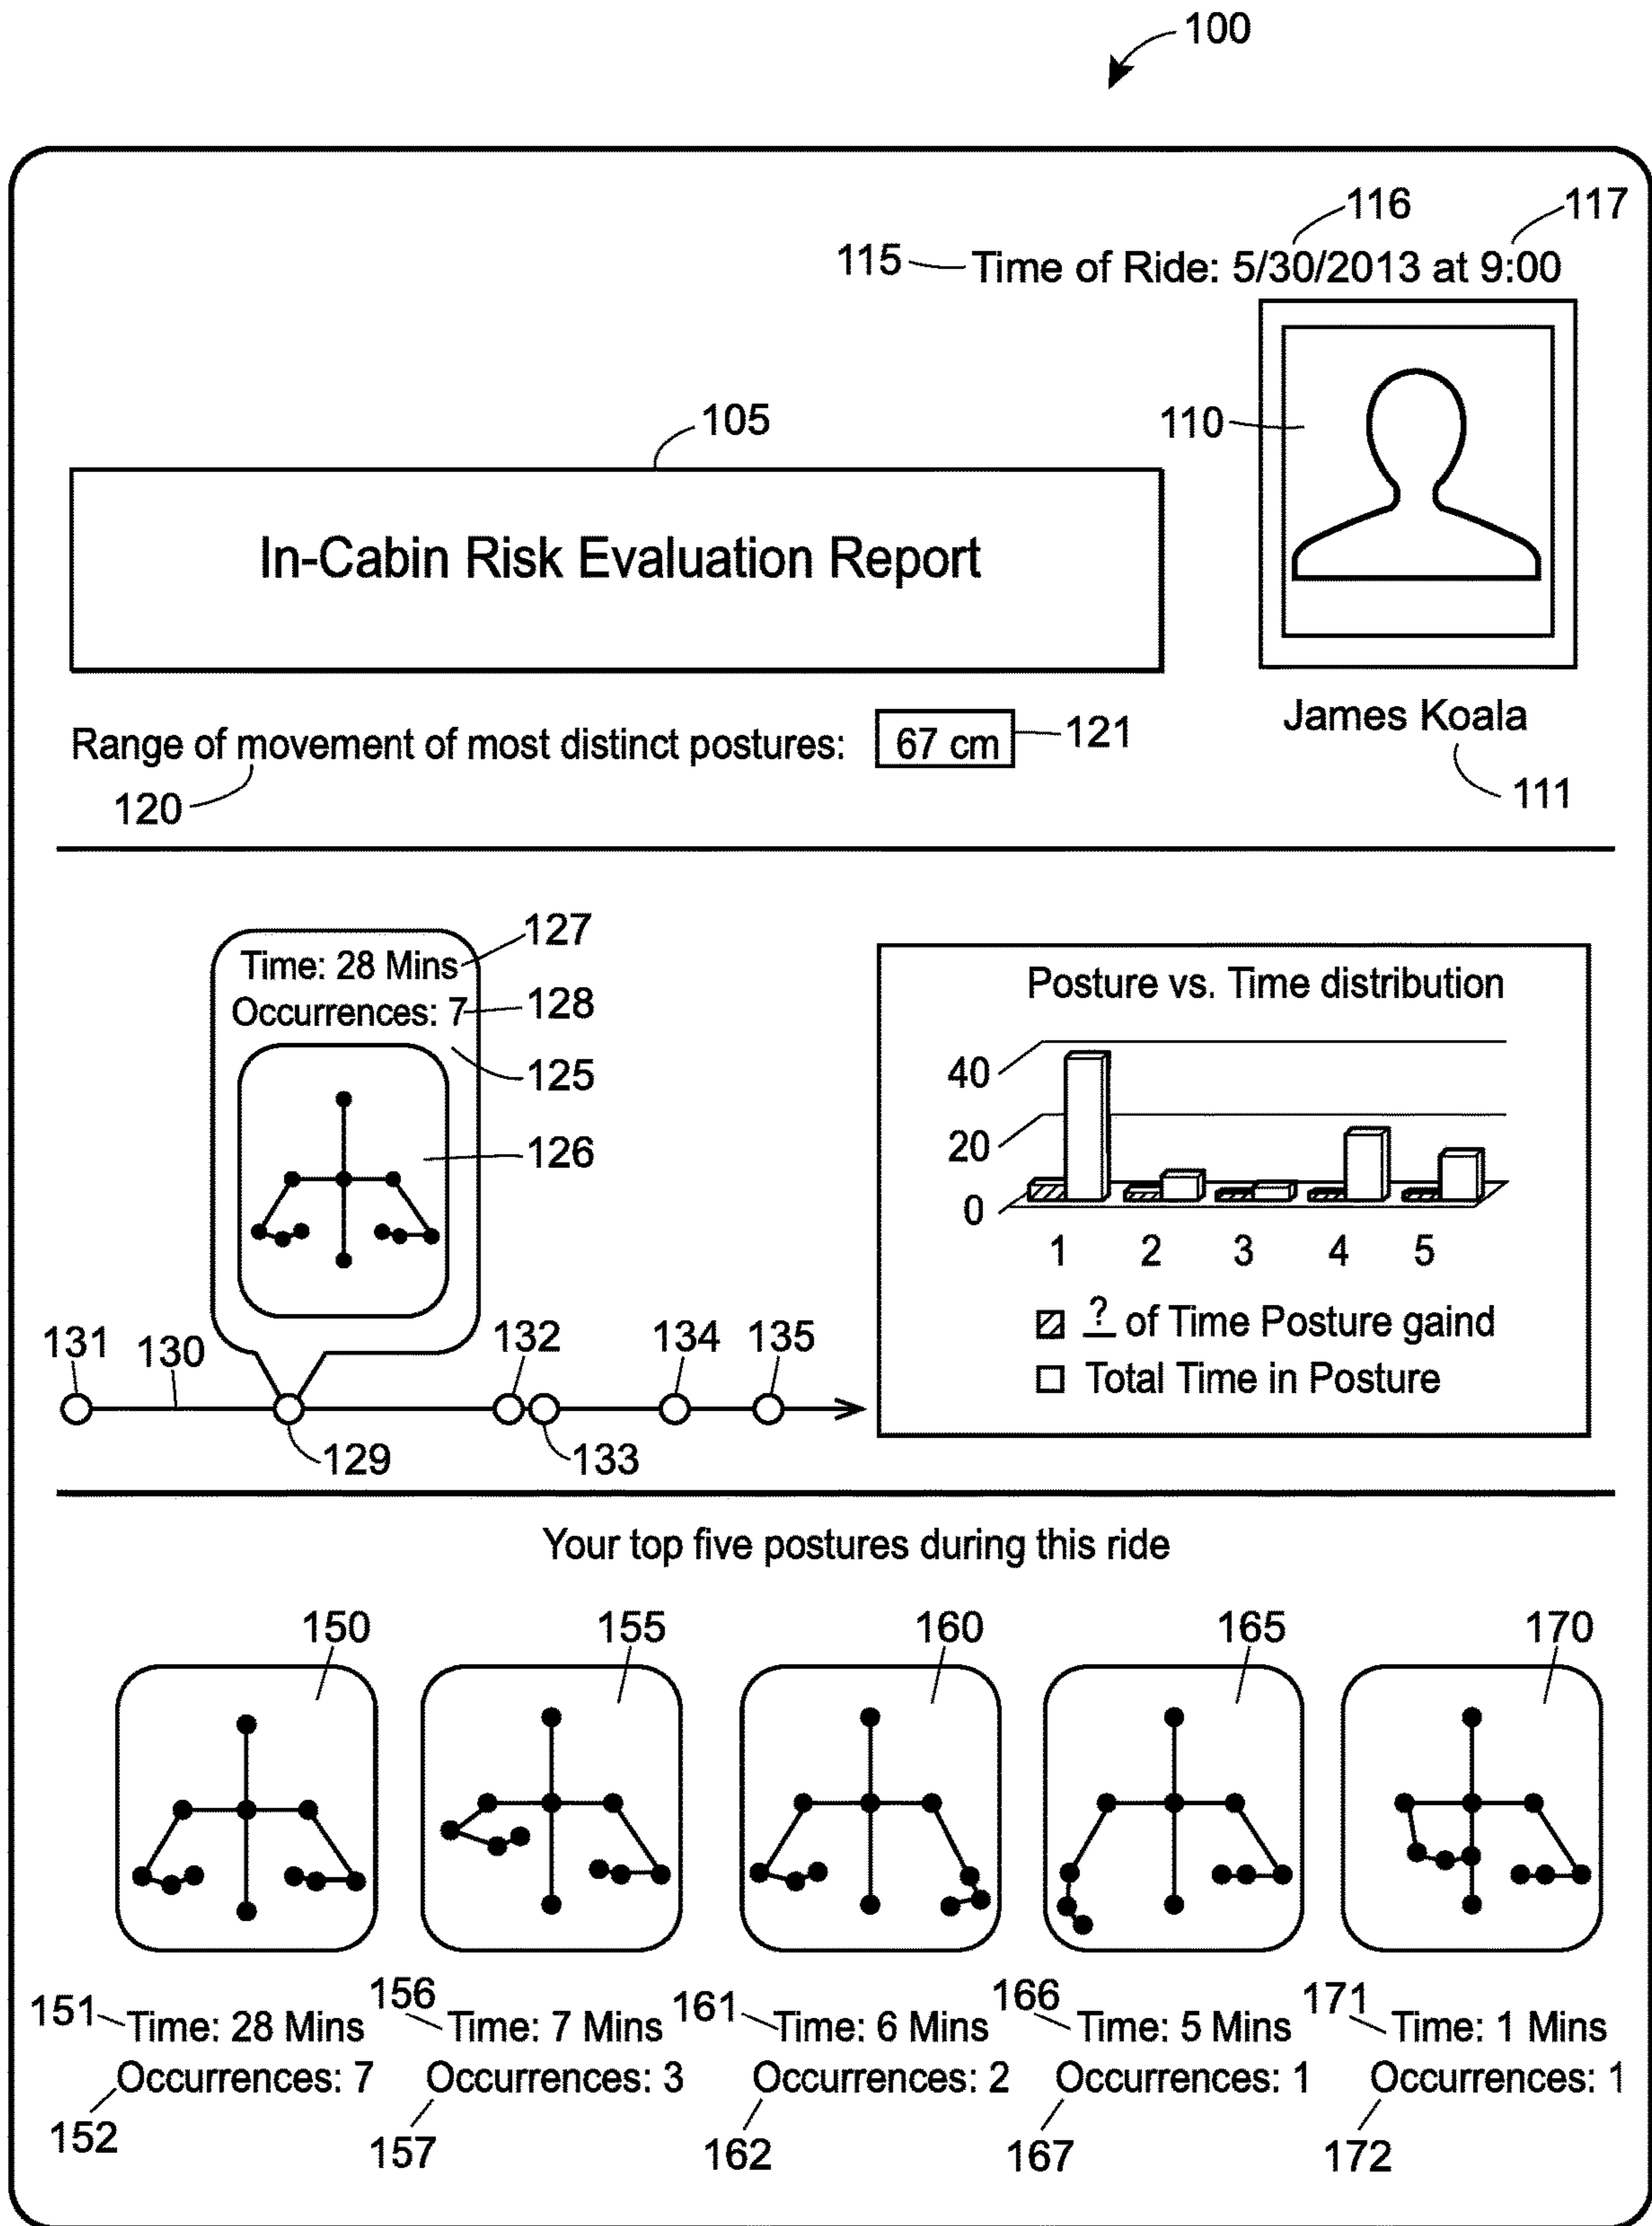 100
116 117
115 Time of Ride: 5/30/2013 at 9:00
105
110
In-Cabin Risk Evaluation Report
James Koala
111
Range of movement of most distinct postures: 67 cm 121
120
127
Time: 28 Mins
Occurrences: 7 128
125
126
131 130 132 134 135
129 133
Posture vs. Time distribution
40
20
0
1 2 3 4 5
? of Time Posture gaind
Total Time in Posture
Your top five postures during this ride
150 155 160 165 170
151 156 161 166 171
Time: 28 Mins Time: 7 Mins Time: 6 Mins Time: 5 Mins Time: 1 Mins
Occurrences: 7 Occurrences: 3 Occurrences: 2 Occurrences: 1 Occurrences: 1
152 157 162 167 172